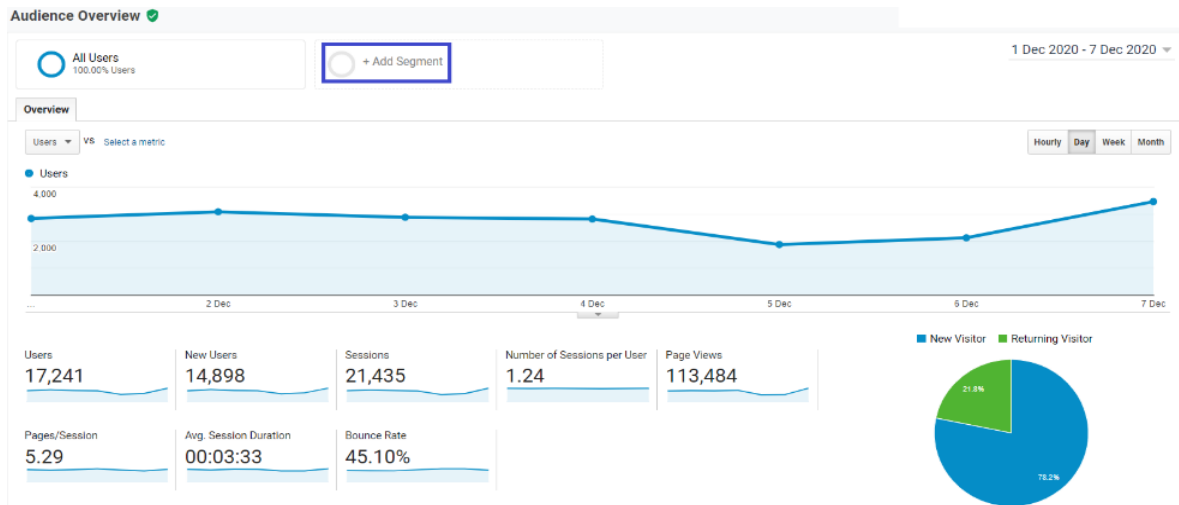 Audience Overview
All Users
100.00% Users
+ Add Segment
1 Dec 2020 - 7 Dec 2020
Overview
Users VS Select a metric
Hourly Day Week Month
Users
4,000
2,000
... 2 Dec 3 Dec 4 Dec 5 Dec 6 Dec 7 Dec
New Visitor Returning Visitor
Users New Users Sessions Number of Sessions per User Page Views
17,241 14,898 21,435 1.24 113,484
21.8%
Pages/Session Avg. Session Duration Bounce Rate
5.29 00:03:33 45.10%
78.2%